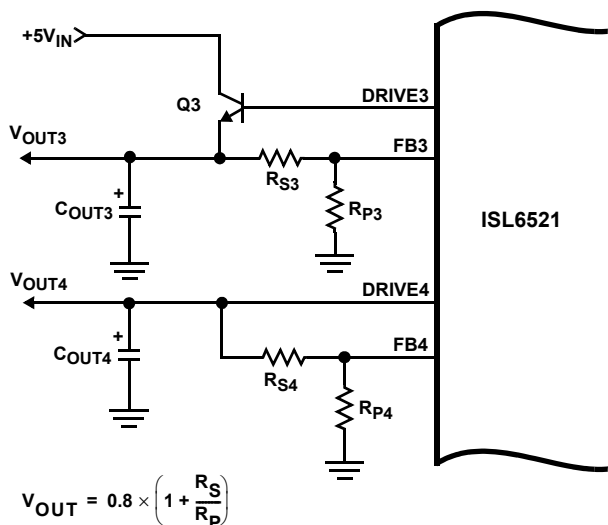 +5VIN
DRIVE3
Q3
VOUT3
FB3
RS3
RP3
COUT3
+
ISL6521
VOUT4
DRIVE4
COUT4
+
FB4
RS4
RP4
VOUT = 0.8 × (1 + RS/RP)